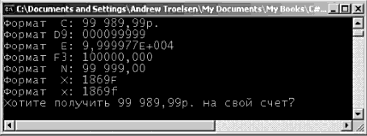 C:\Documents and Settings\Andrew Troelsen\My Documents\My Books\C#...
Формат C: 99 989,99р.
Формат D9: 000099999
Формат E: 9,999977E+004
Формат F3: 100000,000
Формат N: 99 999,00
Формат X: 1869F
Формат x: 1869f
Хотите получить 99 989,99р. на свой счет?